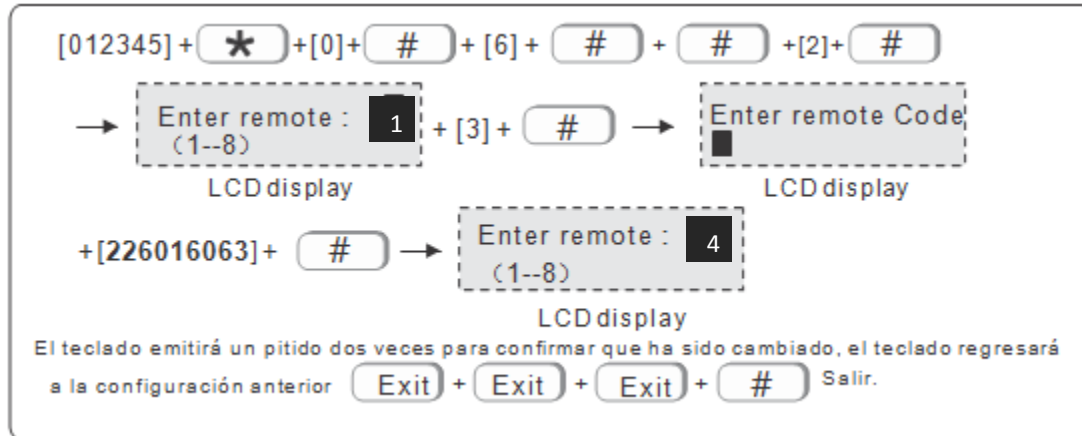 [012345] + * +[0]+ # + [6] + # + # +[2]+ #
→ Enter remote : 1 + [3] + # → Enter remote Code
(1--8)
LCD display LCD display
+[226016063]+ # → Enter remote : 4
(1--8)
LCD display
El teclado emitirá un pitido dos veces para confirmar que ha sido cambiado, el teclado regresará
a la configuración anterior Exit + Exit + Exit + # Salir.